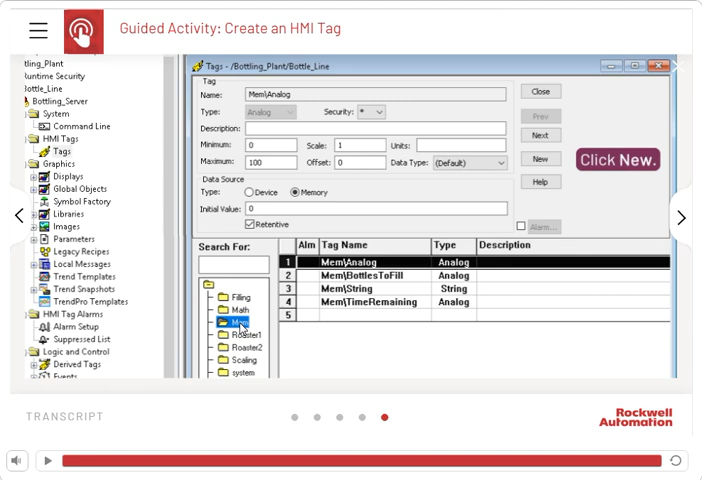 Guided Activity: Create an HMI Tag
tling_Plant
Runtime Security
Bottle_Line
Bottling_Server
System
Command Line
HMI Tags
Tags
Graphics
Displays
Global Objects
Symbol Factory
Libraries
Images
Parameters
Legacy Recipes
Local Messages
Trend Templates
Trend Snapshots
TrendPro Templates
HMI Tag Alarms
Alarm Setup
Suppressed List
Logic and Control
Derived Tags
Events
Tags - /Bottling_Plant/Bottle_Line
Tag
Name: Mem\Analog Close
Type: Analog Security: * Prev
Description: Next
Minimum: 0 Scale: 1 Units: New
Maximum: 100 Offset: 0 Data Type: (Default) Help
Click New.
Data Source
Type: Device Memory
Initial Value: 0
Retentive Alarm...
Search For:
Filling
Math
Mem
Roaster1
Roaster2
Scaling
system
Alm Tag Name Type Description
1 Mem\Analog Analog
2 Mem\BottlesToFill Analog
3 Mem\String String
4 Mem\TimeRemaining Analog
5
TRANSCRIPT
Rockwell
Automation